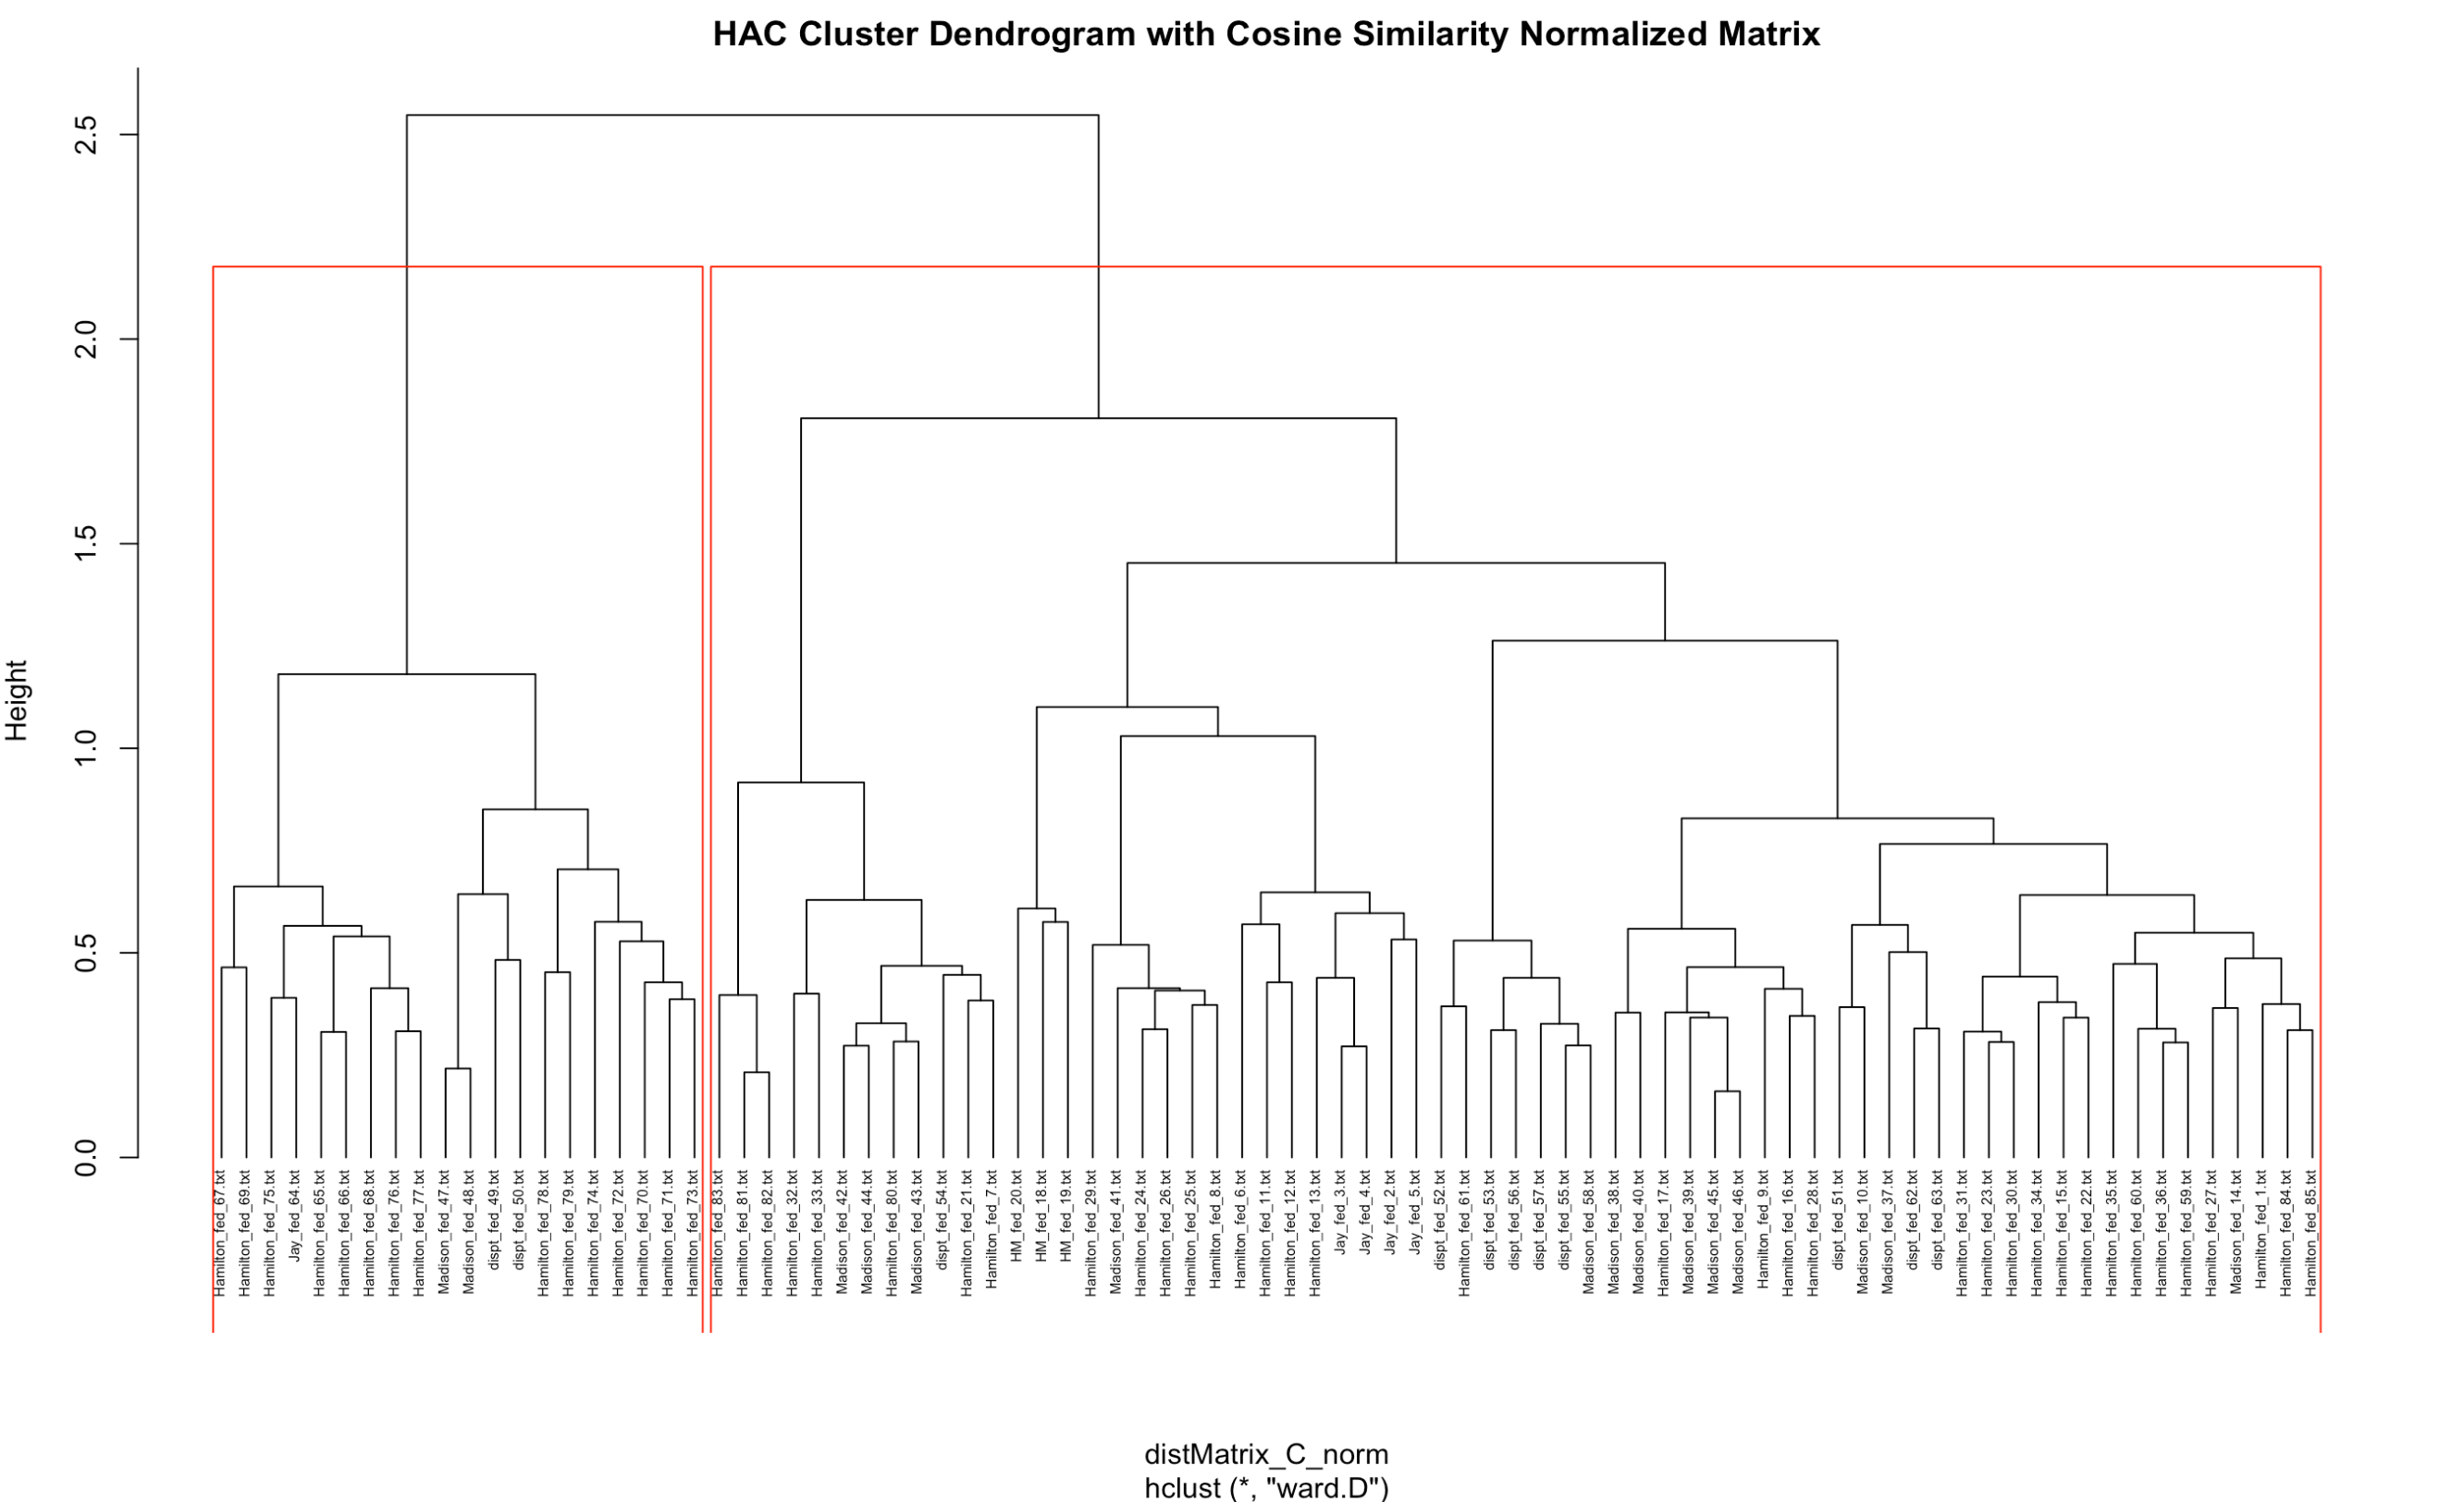 HAC Cluster Dendrogram with Cosine Similarity Normalized Matrix
Height
2.5
2.0
1.5
1.0
0.5
0.0
Hamilton_fed_67.txt
Hamilton_fed_69.txt
Hamilton_fed_75.txt
Jay_fed_64.txt
Hamilton_fed_65.txt
Hamilton_fed_66.txt
Hamilton_fed_68.txt
Hamilton_fed_76.txt
Hamilton_fed_77.txt
Madison_fed_47.txt
Madison_fed_48.txt
dispt_fed_49.txt
dispt_fed_50.txt
Hamilton_fed_78.txt
Hamilton_fed_79.txt
Hamilton_fed_74.txt
Hamilton_fed_72.txt
Hamilton_fed_70.txt
Hamilton_fed_71.txt
Hamilton_fed_73.txt
Hamilton_fed_83.txt
Hamilton_fed_81.txt
Hamilton_fed_82.txt
Hamilton_fed_32.txt
Hamilton_fed_33.txt
Madison_fed_42.txt
Madison_fed_44.txt
Hamilton_fed_80.txt
Madison_fed_43.txt
dispt_fed_54.txt
Hamilton_fed_21.txt
Hamilton_fed_7.txt
HM_fed_20.txt
HM_fed_18.txt
HM_fed_19.txt
Hamilton_fed_29.txt
Madison_fed_41.txt
Hamilton_fed_24.txt
Hamilton_fed_26.txt
Hamilton_fed_25.txt
Hamilton_fed_8.txt
Hamilton_fed_6.txt
Hamilton_fed_11.txt
Hamilton_fed_12.txt
Hamilton_fed_13.txt
Jay_fed_3.txt
Jay_fed_4.txt
Jay_fed_2.txt
Jay_fed_5.txt
dispt_fed_52.txt
Hamilton_fed_61.txt
dispt_fed_53.txt
dispt_fed_56.txt
dispt_fed_57.txt
dispt_fed_55.txt
Madison_fed_58.txt
Madison_fed_38.txt
Madison_fed_40.txt
Hamilton_fed_17.txt
Madison_fed_39.txt
Madison_fed_45.txt
Madison_fed_46.txt
Hamilton_fed_9.txt
Hamilton_fed_16.txt
Hamilton_fed_28.txt
dispt_fed_51.txt
Madison_fed_10.txt
Madison_fed_37.txt
dispt_fed_62.txt
dispt_fed_63.txt
Hamilton_fed_31.txt
Hamilton_fed_23.txt
Hamilton_fed_30.txt
Hamilton_fed_34.txt
Hamilton_fed_15.txt
Hamilton_fed_22.txt
Hamilton_fed_35.txt
Hamilton_fed_60.txt
Hamilton_fed_36.txt
Hamilton_fed_59.txt
Hamilton_fed_27.txt
Madison_fed_14.txt
Hamilton_fed_1.txt
Hamilton_fed_84.txt
Hamilton_fed_85.txt
distMatrix_C_norm
hclust (*, "ward.D")